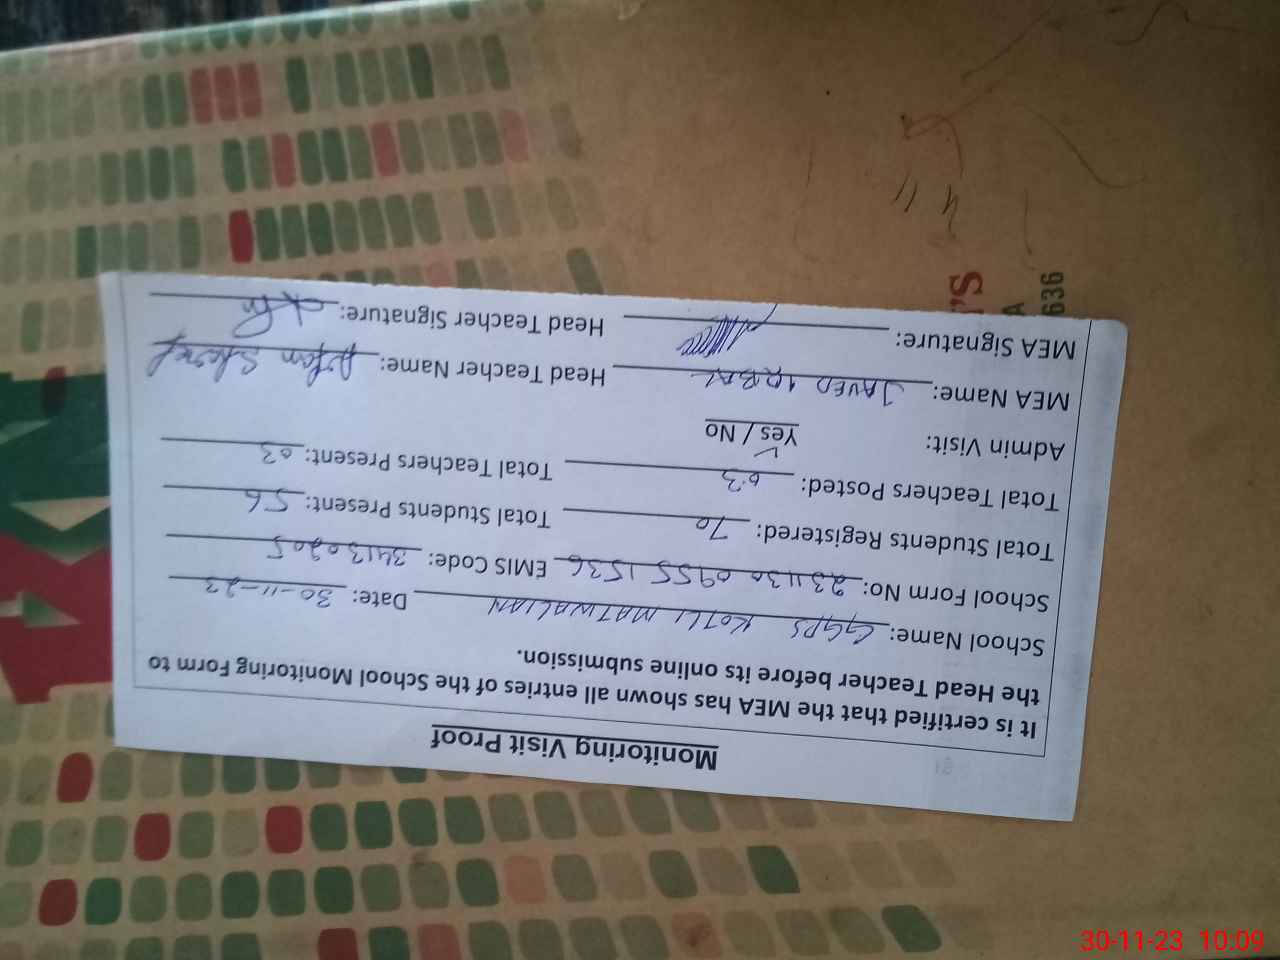 Monitoring Visit Proof
It is certified that the MEA has shown all entries of the School Monitoring Form to
the Head Teacher before its online submission.
School Name: GGPS KOTLI MATWALIAN Date: 30-11-23
School Form No: 231130 0955 1536 EMIS Code: 34130205
Total Students Registered: 70 Total Students Present: 56
Total Teachers Posted: 03 Total Teachers Present: 03
Admin Visit: Yes / No
MEA Name: JAVED IQBAL Head Teacher Name:
MEA Signature: Head Teacher Signature:
636
30-11-23 10:09